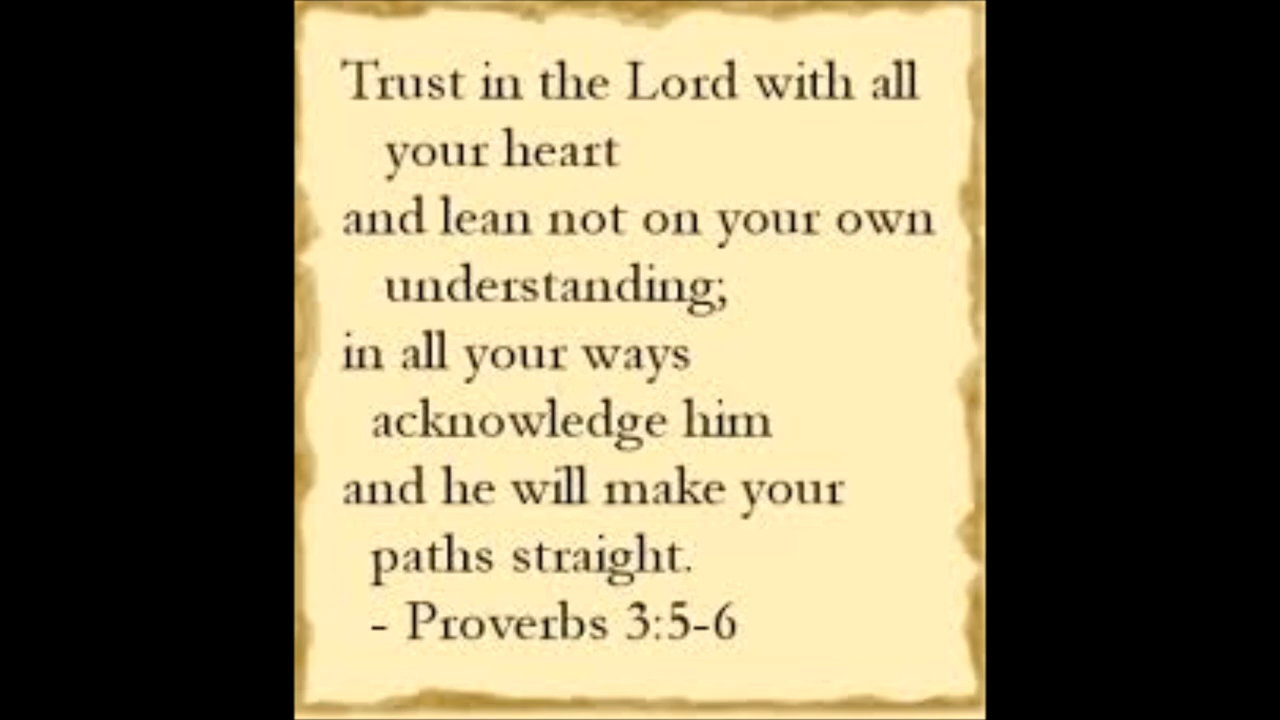 Trust in the Lord with all
your heart
and lean not on your own
understanding;
in all your ways
acknowledge him
and he will make your
paths straight.
- Proverbs 3:5-6